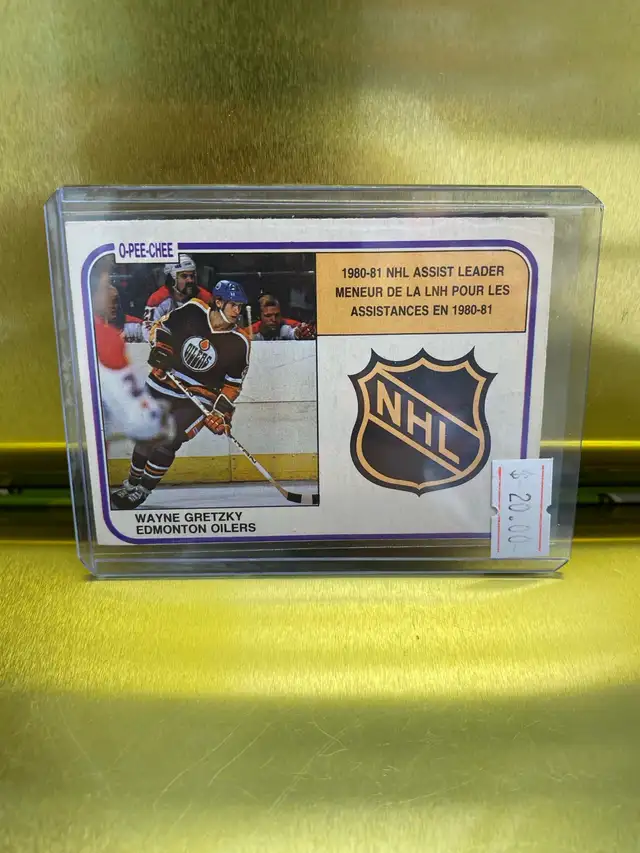 O-PEE-CHEE
1980-81 NHL ASSIST LEADER
MENEUR DE LA LNH POUR LES
ASSISTANCES EN 1980-81
OILERS
NHL
WAYNE GRETZKY
EDMONTON OILERS
$ 20.00